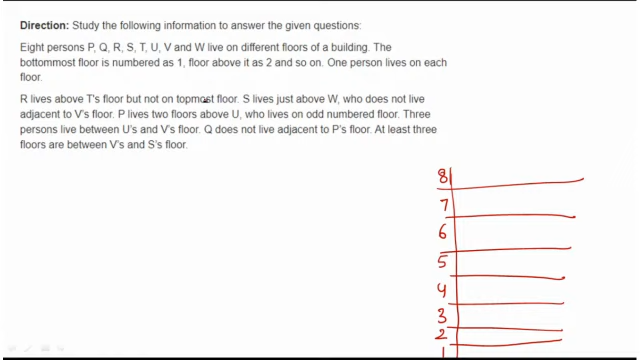 Direction: Study the following information to answer the given questions:
Eight persons P, Q, R, S, T, U, V and W live on different floors of a building. The
bottommost floor is numbered as 1, floor above it as 2 and so on. One person lives on each
floor.
R lives above T's floor but not on topmost floor. S lives just above W, who does not live
adjacent to V's floor. P lives two floors above U, who lives on odd numbered floor. Three
persons live between U's and V's floor. Q does not live adjacent to P's floor. At least three
floors are between V's and S's floor.
8
7
6
5
4
3
2
1